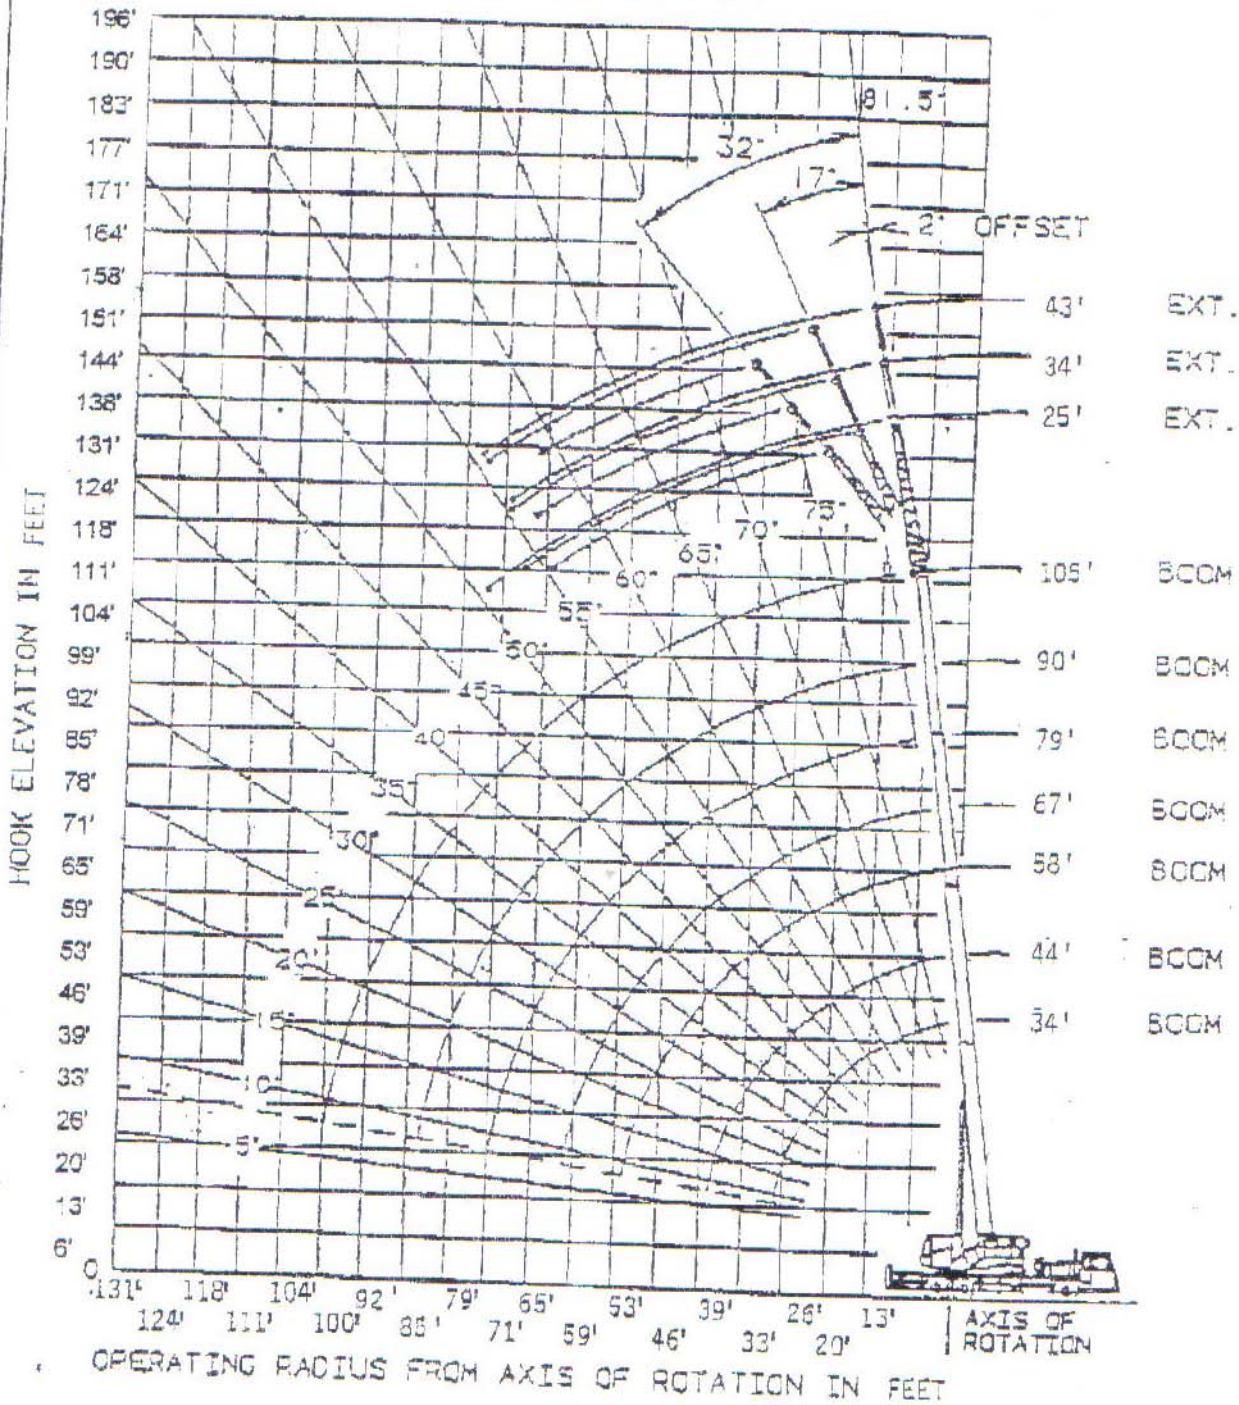 196'
190'
183'
177'
171'
164'
158'
151'
144'
138'
131'
124'
118'
111'
104'
99'
92'
85'
78'
71'
65'
59'
53'
46'
39'
33'
26'
20'
13'
6'
0
HOOK ELEVATION IN FEET
81.5°
32°
17°
2° OFFSET
43' EXT.
34' EXT.
25' EXT.
105' BOOM
90' BOOM
79' BOOM
67' BOOM
58' BOOM
44' BOOM
34' BOOM
75°
70°
65°
60°
55°
50°
45°
40°
35°
30°
25°
20°
15°
10°
5°
131' 118' 104' 92' 79' 65' 53' 39' 26' 13'
124' 111' 100' 85' 71' 59' 46' 33' 20'
AXIS OF
ROTATION
OPERATING RADIUS FROM AXIS OF ROTATION IN FEET